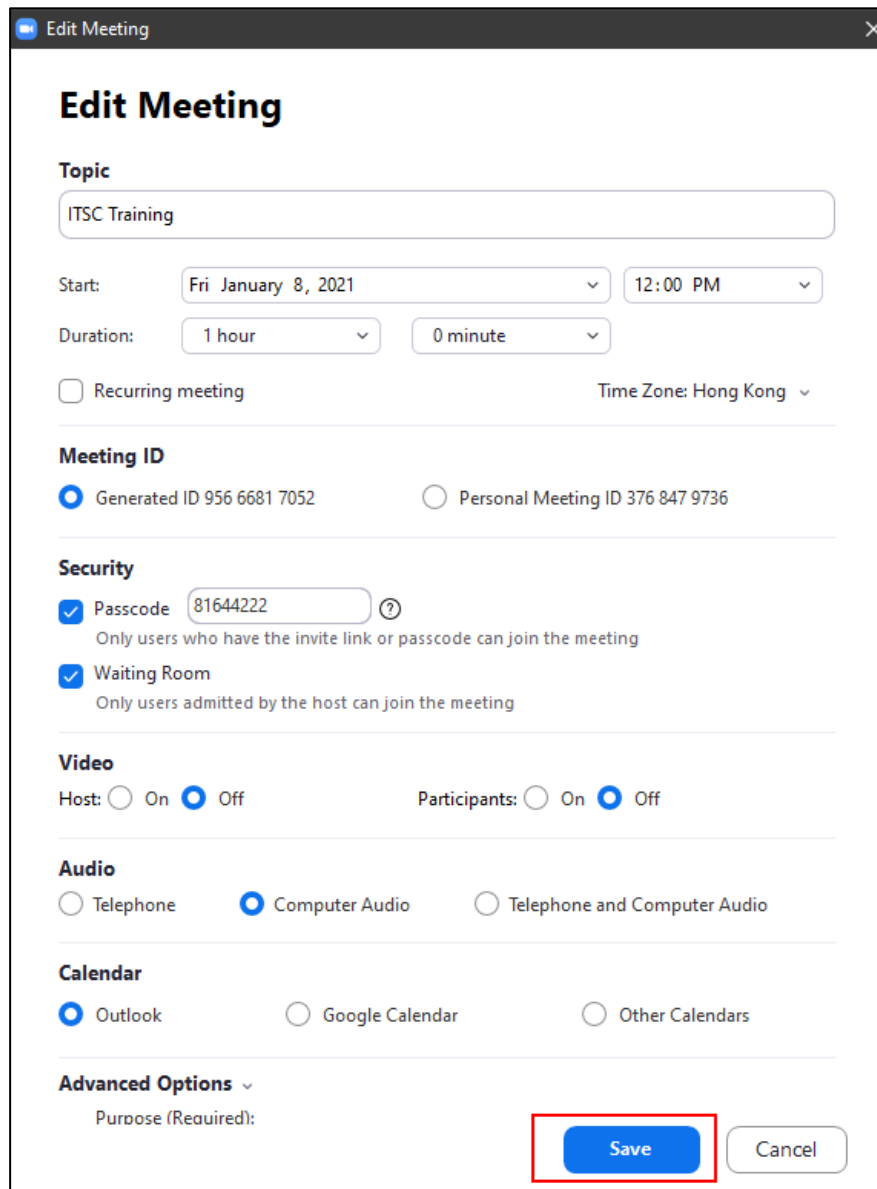 Edit Meeting
Edit Meeting
Topic
ITSC Training
Start: Fri January 8, 2021 12:00 PM
Duration: 1 hour 0 minute
Recurring meeting Time Zone: Hong Kong
Meeting ID
Generated ID 956 6681 7052 Personal Meeting ID 376 847 9736
Security
Passcode 81644222 ?
Only users who have the invite link or passcode can join the meeting
Waiting Room
Only users admitted by the host can join the meeting
Video
Host: On Off Participants: On Off
Audio
Telephone Computer Audio Telephone and Computer Audio
Calendar
Outlook Google Calendar Other Calendars
Advanced Options
Purpose (Required):
Save Cancel